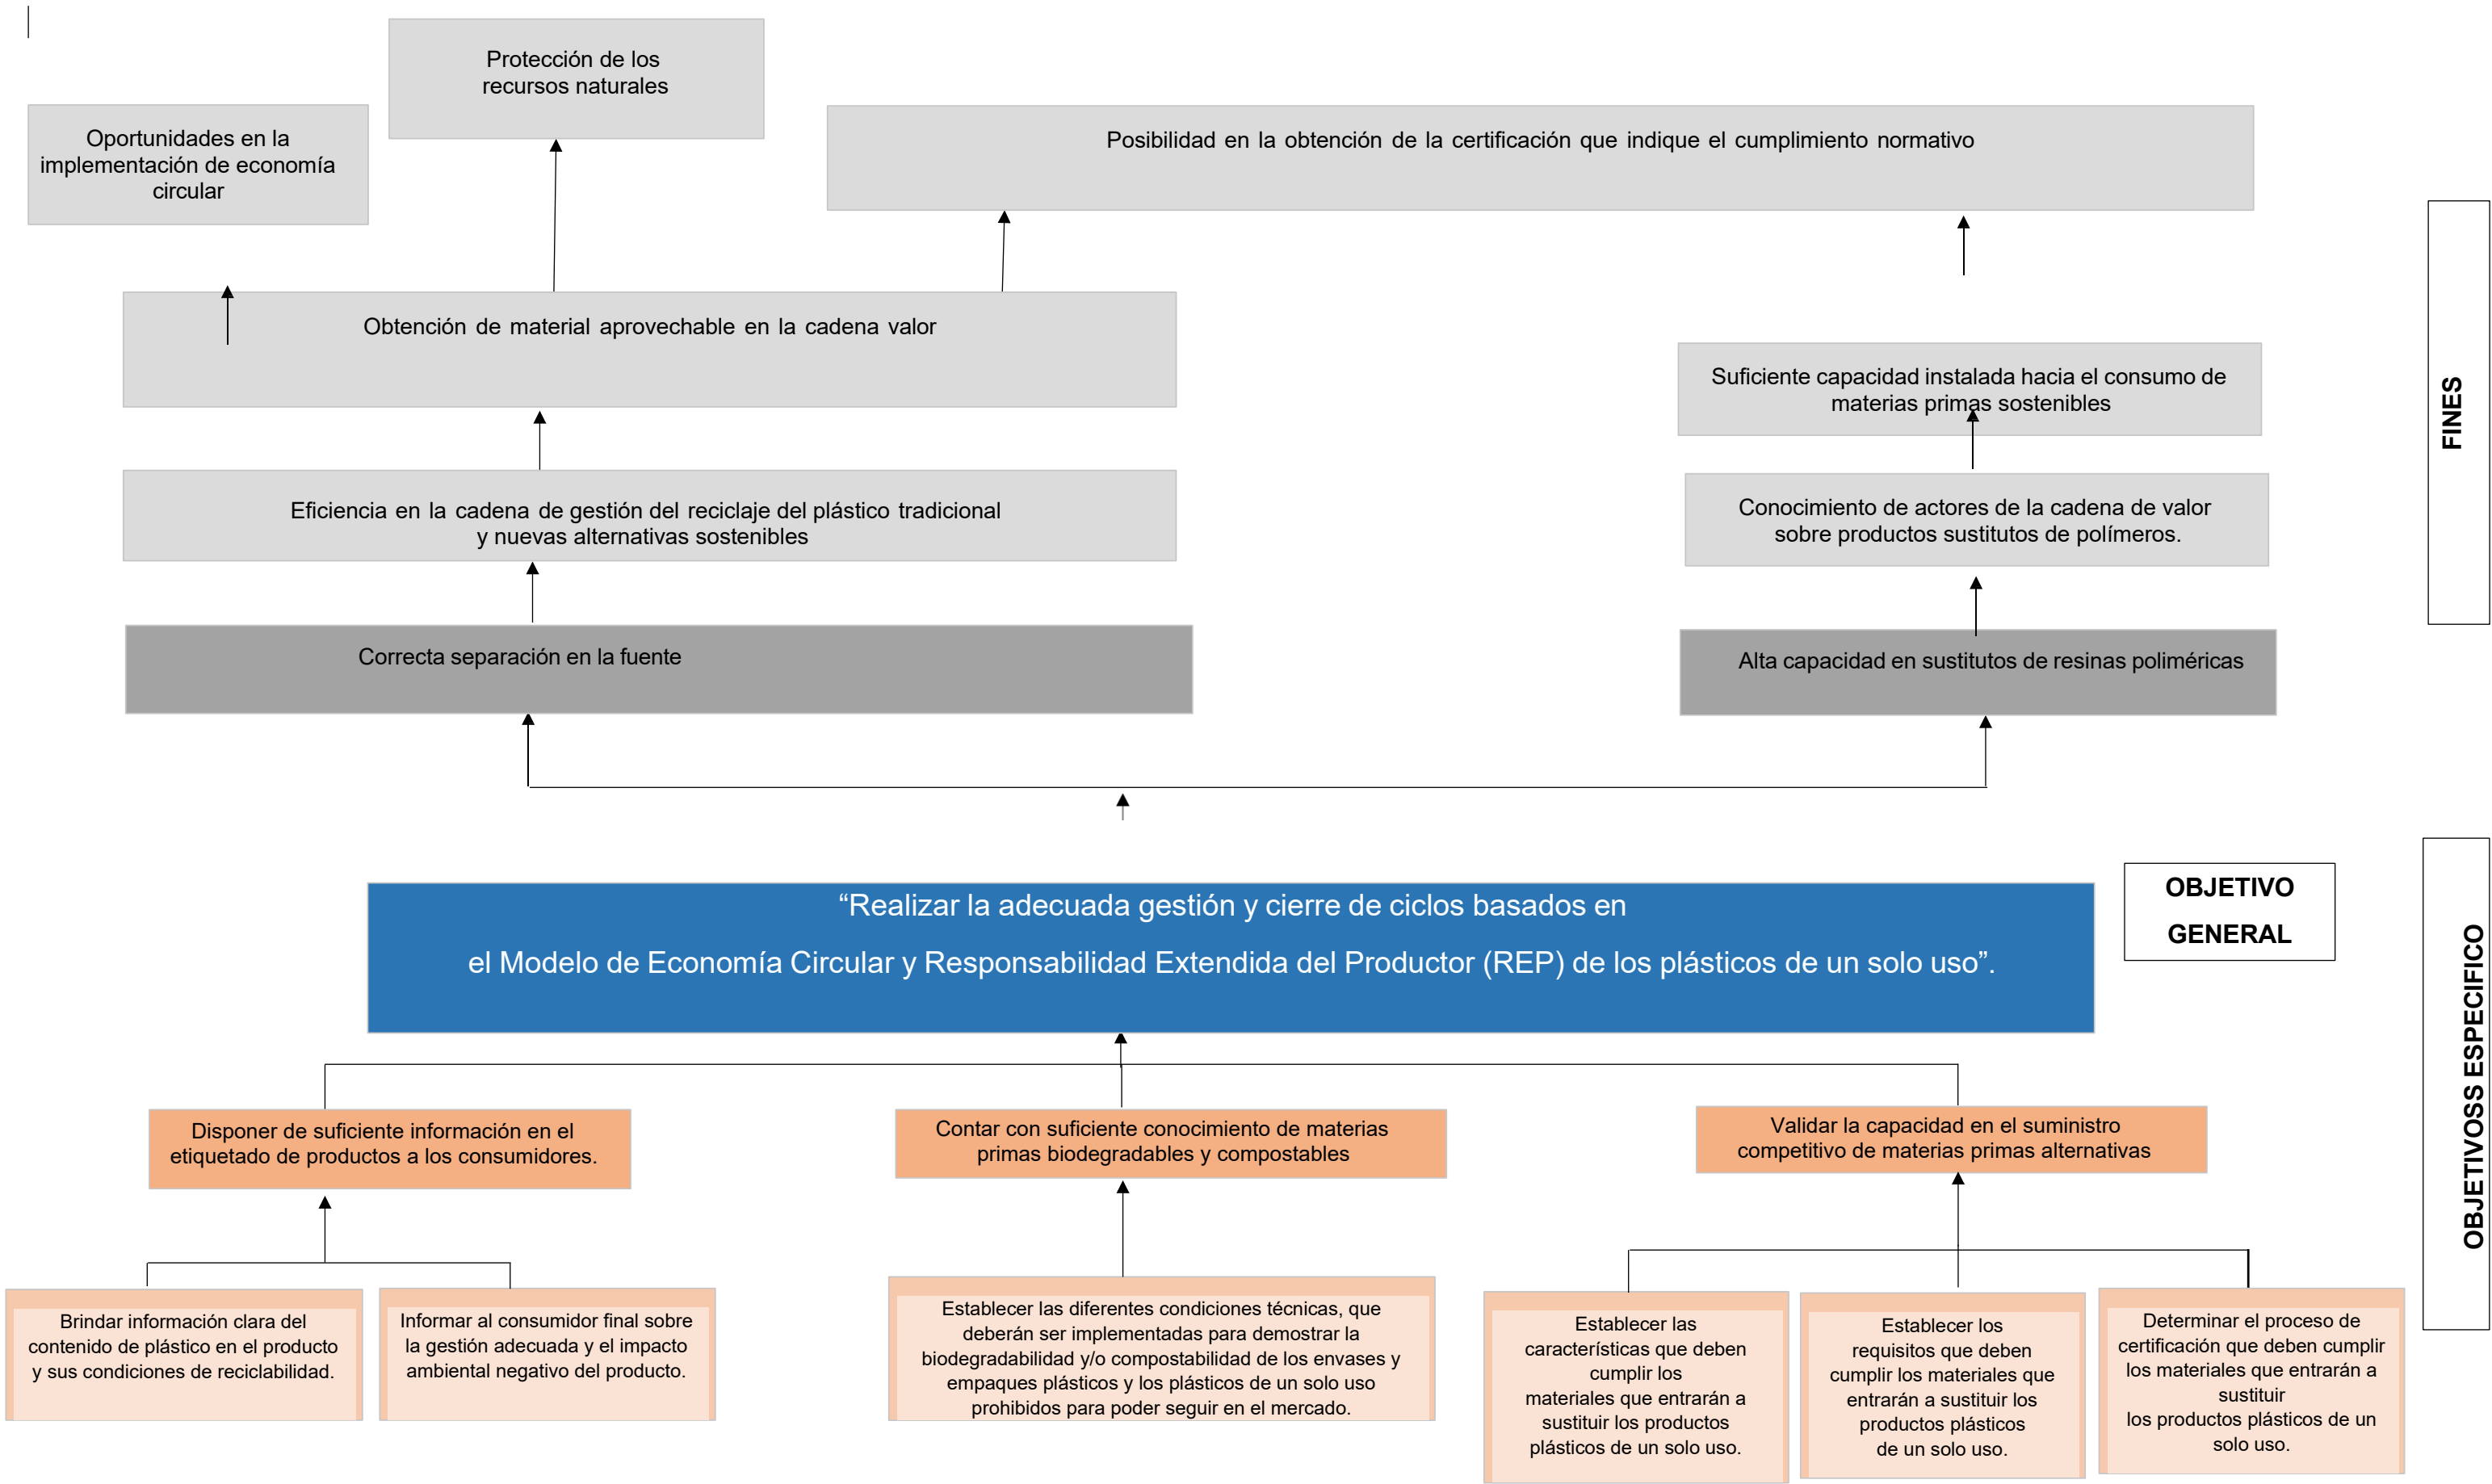 Protección de los
recursos naturales
Oportunidades en la
implementación de economía
circular
Posibilidad en la obtención de la certificación que indique el cumplimiento normativo
Obtención de material aprovechable en la cadena valor
Suficiente capacidad instalada hacia el consumo de
materias primas sostenibles
FINES
Eficiencia en la cadena de gestión del reciclaje del plástico tradicional
y nuevas alternativas sostenibles
Conocimiento de actores de la cadena de valor
sobre productos sustitutos de polímeros.
Correcta separación en la fuente
Alta capacidad en sustitutos de resinas poliméricas
“Realizar la adecuada gestión y cierre de ciclos basados en
el Modelo de Economía Circular y Responsabilidad Extendida del Productor (REP) de los plásticos de un solo uso”.
OBJETIVO
GENERAL
OBJETIVOSS ESPECIFICO
Disponer de suficiente información en el
etiquetado de productos a los consumidores.
Contar con suficiente conocimiento de materias
primas biodegradables y compostables
Validar la capacidad en el suministro
competitivo de materias primas alternativas
Brindar información clara del
contenido de plástico en el producto
y sus condiciones de reciclabilidad.
Informar al consumidor final sobre
la gestión adecuada y el impacto
ambiental negativo del producto.
Establecer las diferentes condiciones técnicas, que
deberán ser implementadas para demostrar la
biodegradabilidad y/o compostabilidad de los envases y
empaques plásticos y los plásticos de un solo uso
prohibidos para poder seguir en el mercado.
Establecer las
características que deben
cumplir los
materiales que entrarán a
sustituir los productos
plásticos de un solo uso.
Establecer los
requisitos que deben
cumplir los materiales que
entrarán a sustituir los
productos plásticos
de un solo uso.
Determinar el proceso de
certificación que deben cumplir
los materiales que entrarán a
sustituir
los productos plásticos de un
solo uso.